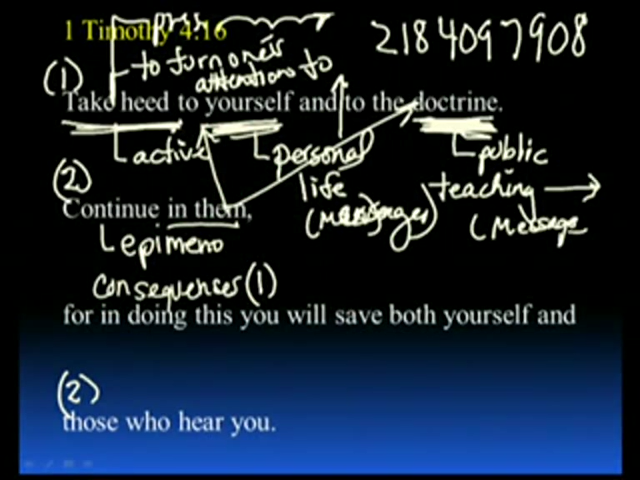 1 Timothy 4:16
pres.
2184097908
to turn one's
attentions to
(1)
Take heed to yourself and to the doctrine.
active personal public
(2) life teaching
Continue in them, (Message
epimeno
consequences (1)
for in doing this you will save both yourself and
(2)
those who hear you.